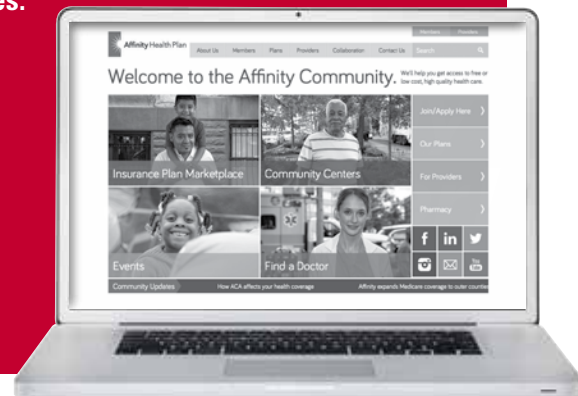 es.
Members Providers
Affinity Health Plan
About Us Members Plans Providers Collaboration Contact Us Search
Welcome to the Affinity Community.
We'll help you get access to free or
low cost, high quality health care.
Insurance Plan Marketplace
Community Centers
Events
Find a Doctor
Join/Apply Here
Our Plans
For Providers
Pharmacy
f in
You
Tube
Community Updates How ACA affects your health coverage Affinity expands Medicare coverage to outer counties